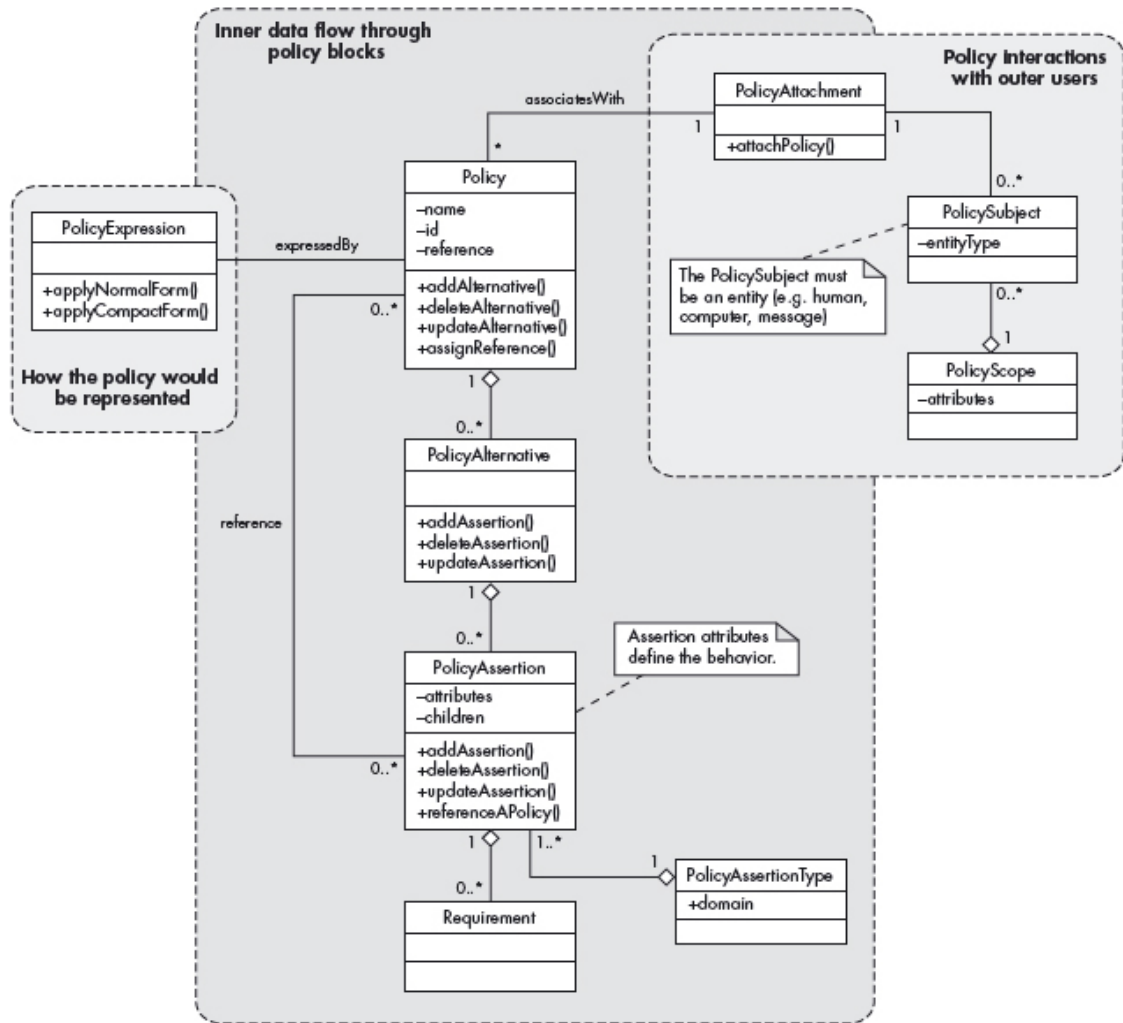 Inner data flow through
policy blocks
Policy interactions
with outer users
associatesWith
1
*
PolicyAttachment
+attachPolicy()
1
0..*
Policy
–name
–id
–reference
+addAlternative()
+deleteAlternative()
+updateAlternative()
+assignReference()
PolicyExpression
+applyNormalForm()
+applyCompactForm()
How the policy would
be represented
expressedBy
0..*
PolicySubject
–entityType
The PolicySubject must
be an entity (e.g. human,
computer, message)
0..*
1
PolicyScope
–attributes
1
0..*
PolicyAlternative
+addAssertion()
+deleteAssertion()
+updateAssertion()
reference
1
0..*
PolicyAssertion
–attributes
–children
+addAssertion()
+deleteAssertion()
+updateAssertion()
+referenceAPolicy()
Assertion attributes
define the behavior.
0..*
1
1..*
0..*
1
PolicyAssertionType
+domain
Requirement